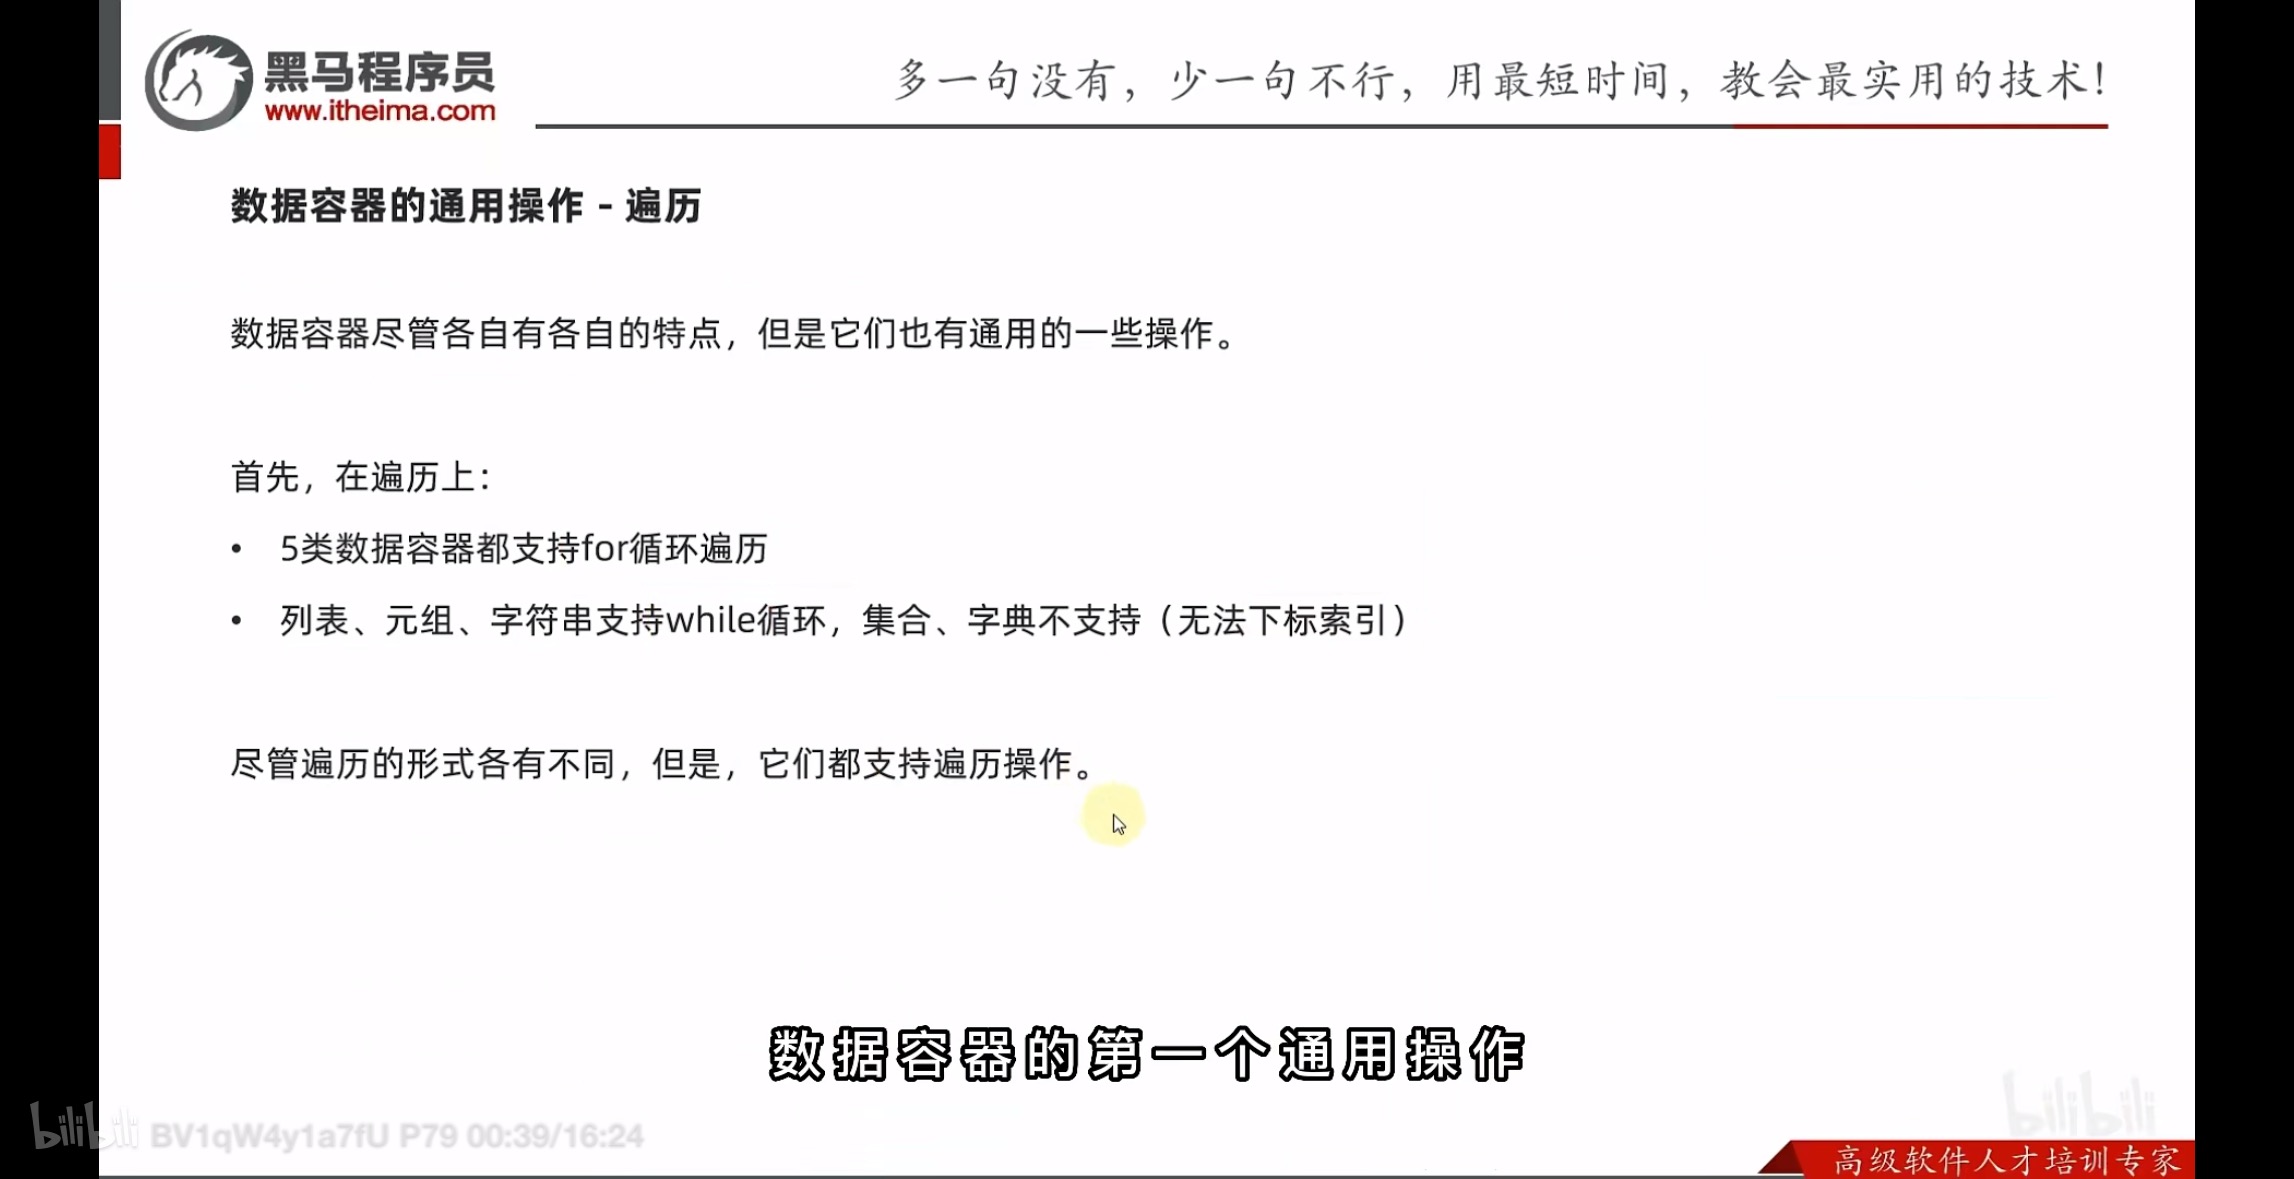 黑马程序员
www.itheima.com
多一句没有，少一句不行，用最短时间，教会最实用的技术！
数据容器的通用操作 - 遍历
数据容器尽管各自有各自的特点，但是它们也有通用的一些操作。
首先，在遍历上：
• 5类数据容器都支持for循环遍历
• 列表、元组、字符串支持while循环，集合、字典不支持（无法下标索引）
尽管遍历的形式各有不同，但是，它们都支持遍历操作。
数据容器的第一个通用操作
bilibili BV1qW4y1a7fU P79 00:39/16:24
bilibili
高级软件人才培训专家